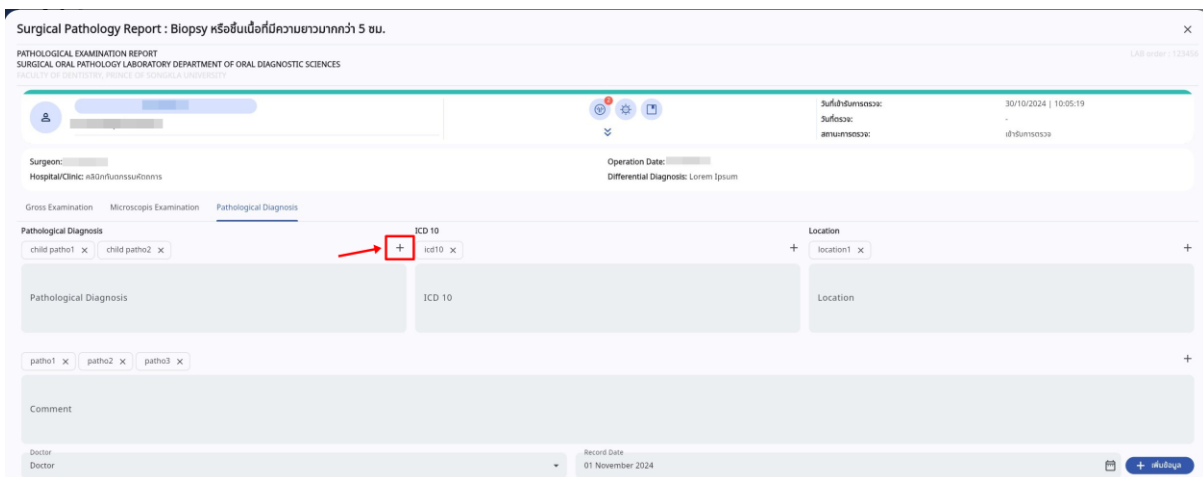 Surgical Pathology Report : Biopsy หรือชิ้นเนื้อที่มีความยาวมากกว่า 5 ซม.
PATHOLOGICAL EXAMINATION REPORT
LAB order : 123456
SURGICAL ORAL PATHOLOGY LABORATORY DEPARTMENT OF ORAL DIAGNOSTIC SCIENCES
FACULTY OF DENTISTRY, PRINCE OF SONGKLA UNIVERSITY
2
วันที่เข้ารับการตรวจ: 30/10/2024 | 10:05:19
วันที่ตรวจ: -
สถานะการตรวจ: เข้ารับการตรวจ
Surgeon: Operation Date:
Hospital/Clinic: คลินิกทันตกรรมหัตถการ Differential Diagnosis: Lorem Ipsum
Gross Examination Microscopis Examination Pathological Diagnosis
Pathological Diagnosis ICD 10 Location
child patho1 × child patho2 × + icd10 × + location1 × +
Pathological Diagnosis ICD 10 Location
patho1 × patho2 × patho3 × +
Comment
Doctor Record Date
Doctor 01 November 2024 + เพิ่มข้อมูล